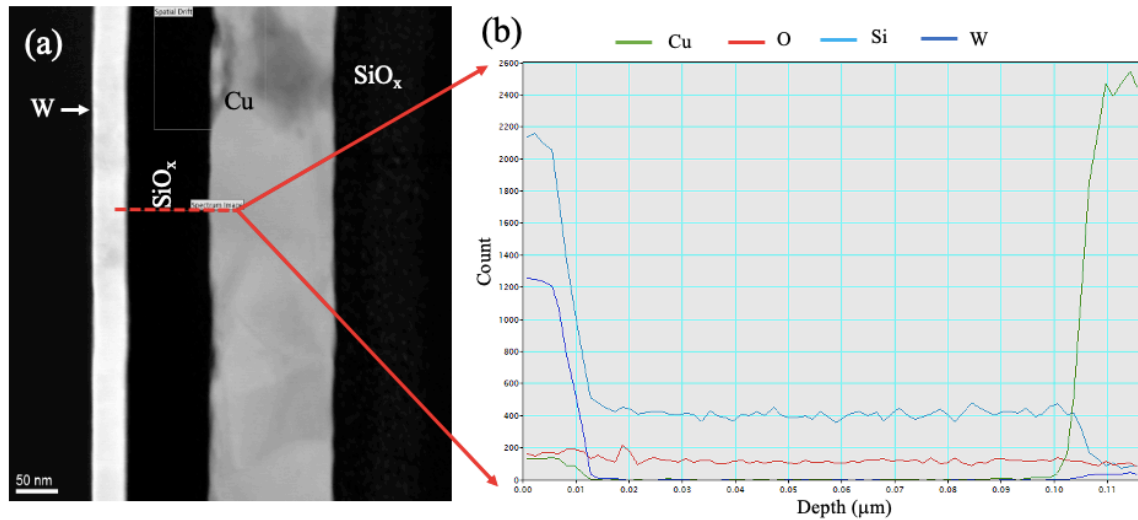 (a)
Spatial Drift
W
Cu
SiOx
SiOx
Spectrum Image
50 nm
(b)
Cu O Si W
Count
2600
2400
2200
2000
1800
1600
1400
1200
1000
800
600
400
200
0
0.00 0.01 0.02 0.03 0.04 0.05 0.06 0.07 0.08 0.09 0.10 0.11
Depth (μm)